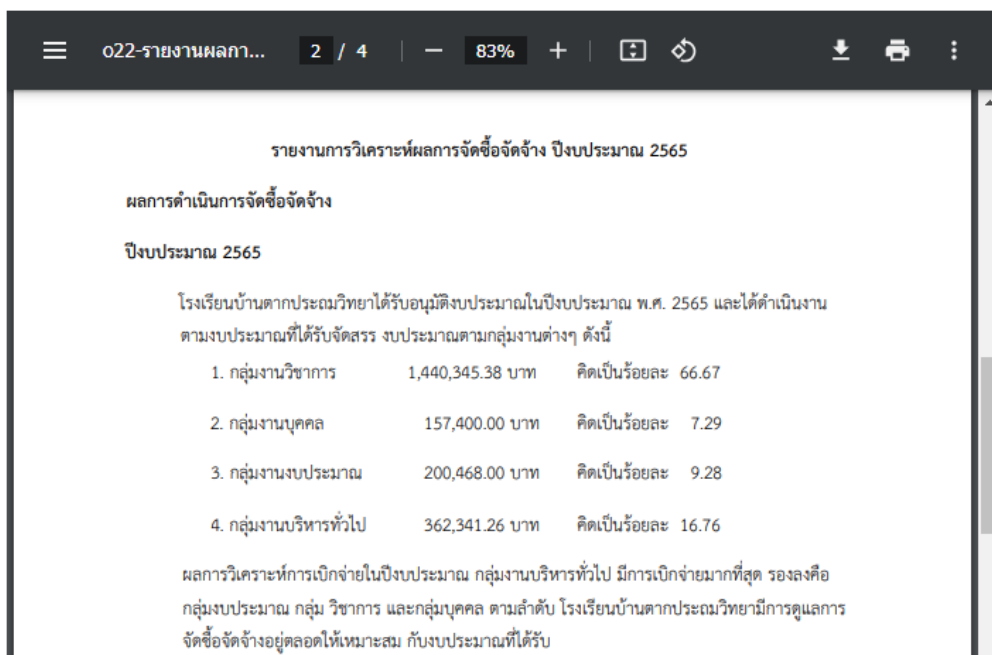 o22-รายงานผลกา... 2 / 4 83%
รายงานการวิเคราะห์ผลการจัดซื้อจัดจ้าง ปีงบประมาณ 2565
ผลการดำเนินการจัดซื้อจัดจ้าง
ปีงบประมาณ 2565
โรงเรียนบ้านตากประถมวิทยาได้รับอนุมัติงบประมาณในปีงบประมาณ พ.ศ. 2565 และได้ดำเนินงาน
ตามงบประมาณที่ได้รับจัดสรร งบประมาณตามกลุ่มงานต่างๆ ดังนี้
1. กลุ่มงานวิชาการ 1,440,345.38 บาท คิดเป็นร้อยละ 66.67
2. กลุ่มงานบุคคล 157,400.00 บาท คิดเป็นร้อยละ 7.29
3. กลุ่มงานงบประมาณ 200,468.00 บาท คิดเป็นร้อยละ 9.28
4. กลุ่มงานบริหารทั่วไป 362,341.26 บาท คิดเป็นร้อยละ 16.76
ผลการวิเคราะห์การเบิกจ่ายในปีงบประมาณ กลุ่มงานบริหารทั่วไป มีการเบิกจ่ายมากที่สุด รองลงคือ
กลุ่มงบประมาณ กลุ่ม วิชาการ และกลุ่มบุคคล ตามลำดับ โรงเรียนบ้านตากประถมวิทยามีการดูแลการ
จัดซื้อจัดจ้างอยู่ตลอดให้เหมาะสม กับงบประมาณที่ได้รับ